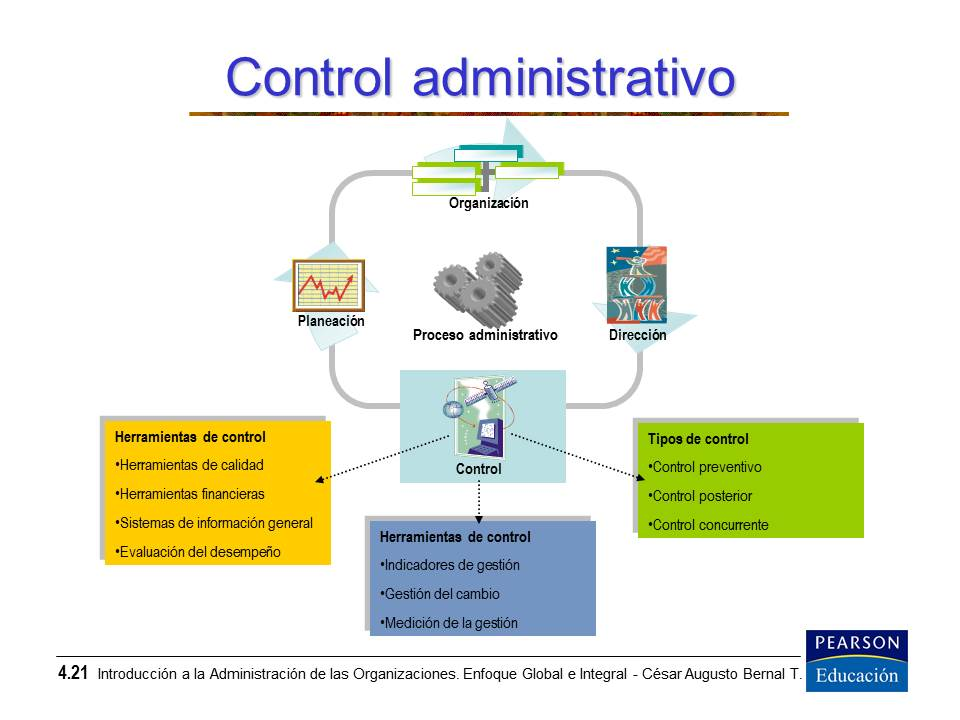 Control administrativo
Organización
Planeación
Proceso administrativo
Dirección
Control
Herramientas de control
•Herramientas de calidad
•Herramientas financieras
•Sistemas de información general
•Evaluación del desempeño
Herramientas de control
•Indicadores de gestión
•Gestión del cambio
•Medición de la gestión
Tipos de control
•Control preventivo
•Control posterior
•Control concurrente
4.21 Introducción a la Administración de las Organizaciones. Enfoque Global e Integral - César Augusto Bernal T.
PEARSON
Educación